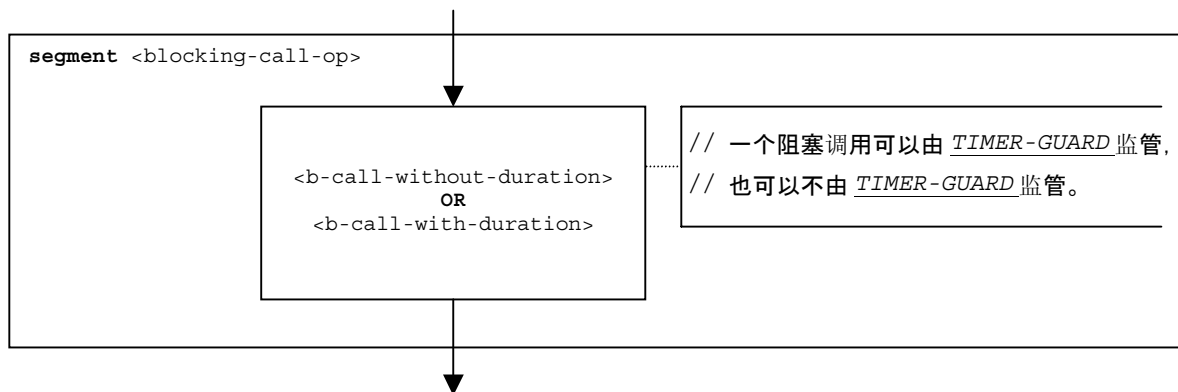 segment <blocking-call-op>
<b-call-without-duration>
OR
<b-call-with-duration>
// 一个阻塞调用可以由 TIMER-GUARD 监管,
// 也可以不由 TIMER-GUARD 监管。